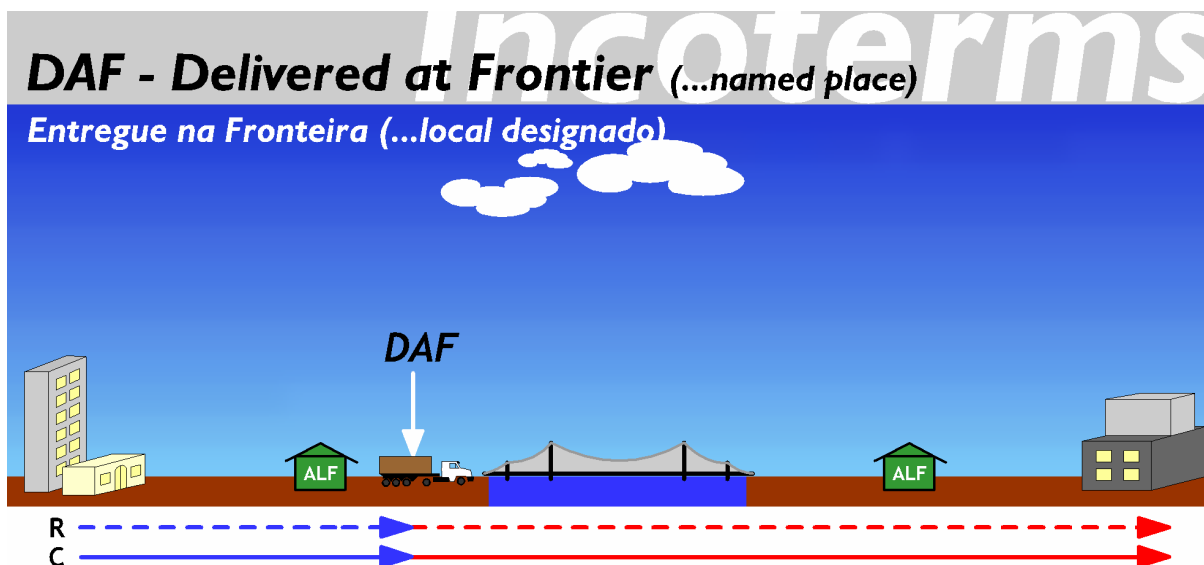 Incoterms
DAF - Delivered at Frontier (...named place)
Entregue na Fronteira (...local designado)
DAF
ALF
ALF
R
C